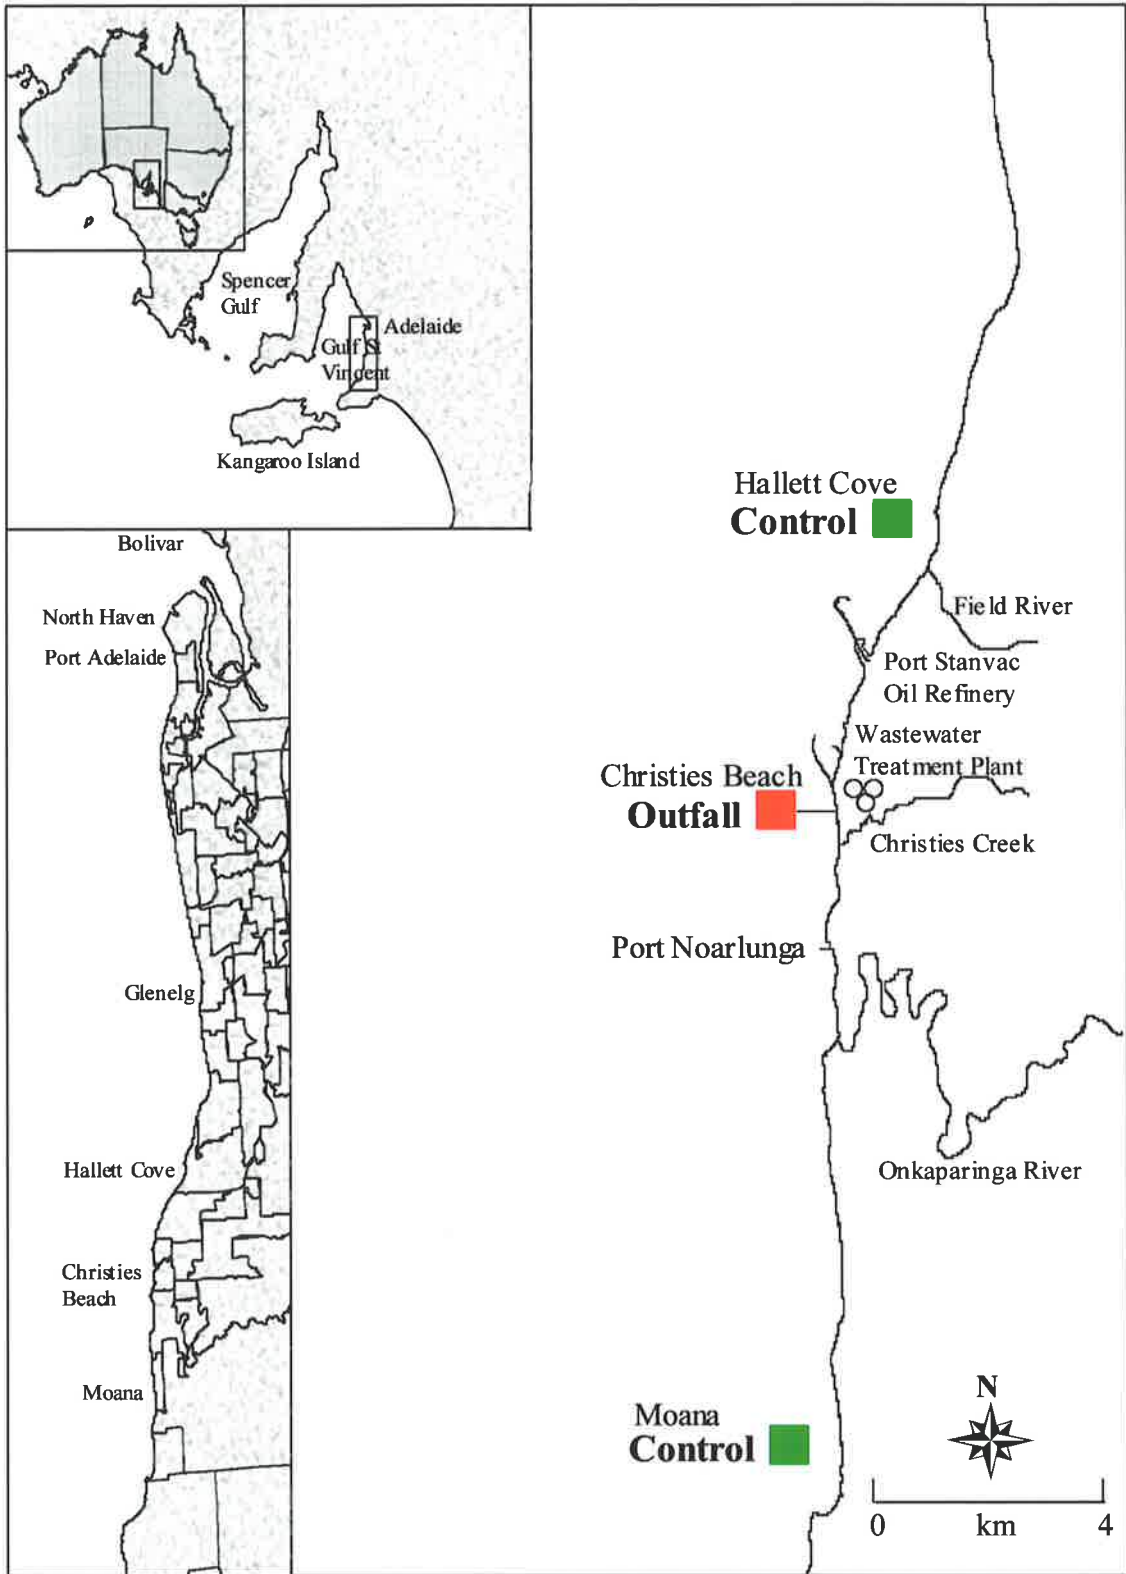 Spencer
Gulf
Adelaide
Gulf St
Vincent
Kangaroo Island
Bolivar
North Haven
Port Adelaide
Glenelg
Hallett Cove
Christies
Beach
Moana
Hallett Cove
Control
Field River
Port Stanvac
Oil Refinery
Wastewater
Treatment Plant
Christies Beach
Outfall
Christies Creek
Port Noarlunga
Onkaparinga River
Moana
Control
N
0 km 4